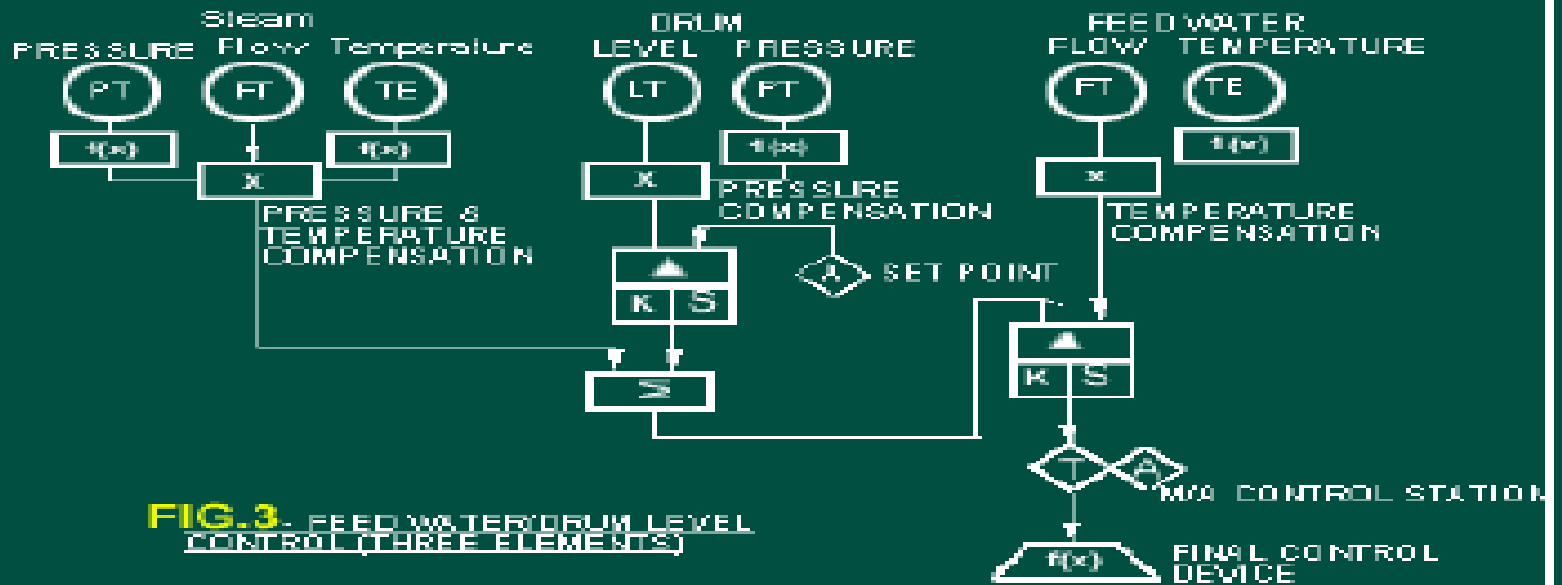 Steam
PRESSURE Flow Temperature
DRUM
LEVEL PRESSURE
FEED WATER
FLOW TEMPERATURE
PT FT TE LT PT FT TE
f(x) f(x) f(x) f(x)
X X x
PRESSURE &
TEMPERATURE
COMPENSATION
PRESSURE
COMPENSATION
TEMPERATURE
COMPENSATION
A SET POINT
K S
K S
Σ
T A
M/A CONTROL STATION
f(x)
FINAL CONTROL
DEVICE
FIG.3- FEED WATER/DRUM LEVEL
CONTROL (THREE ELEMENTS)